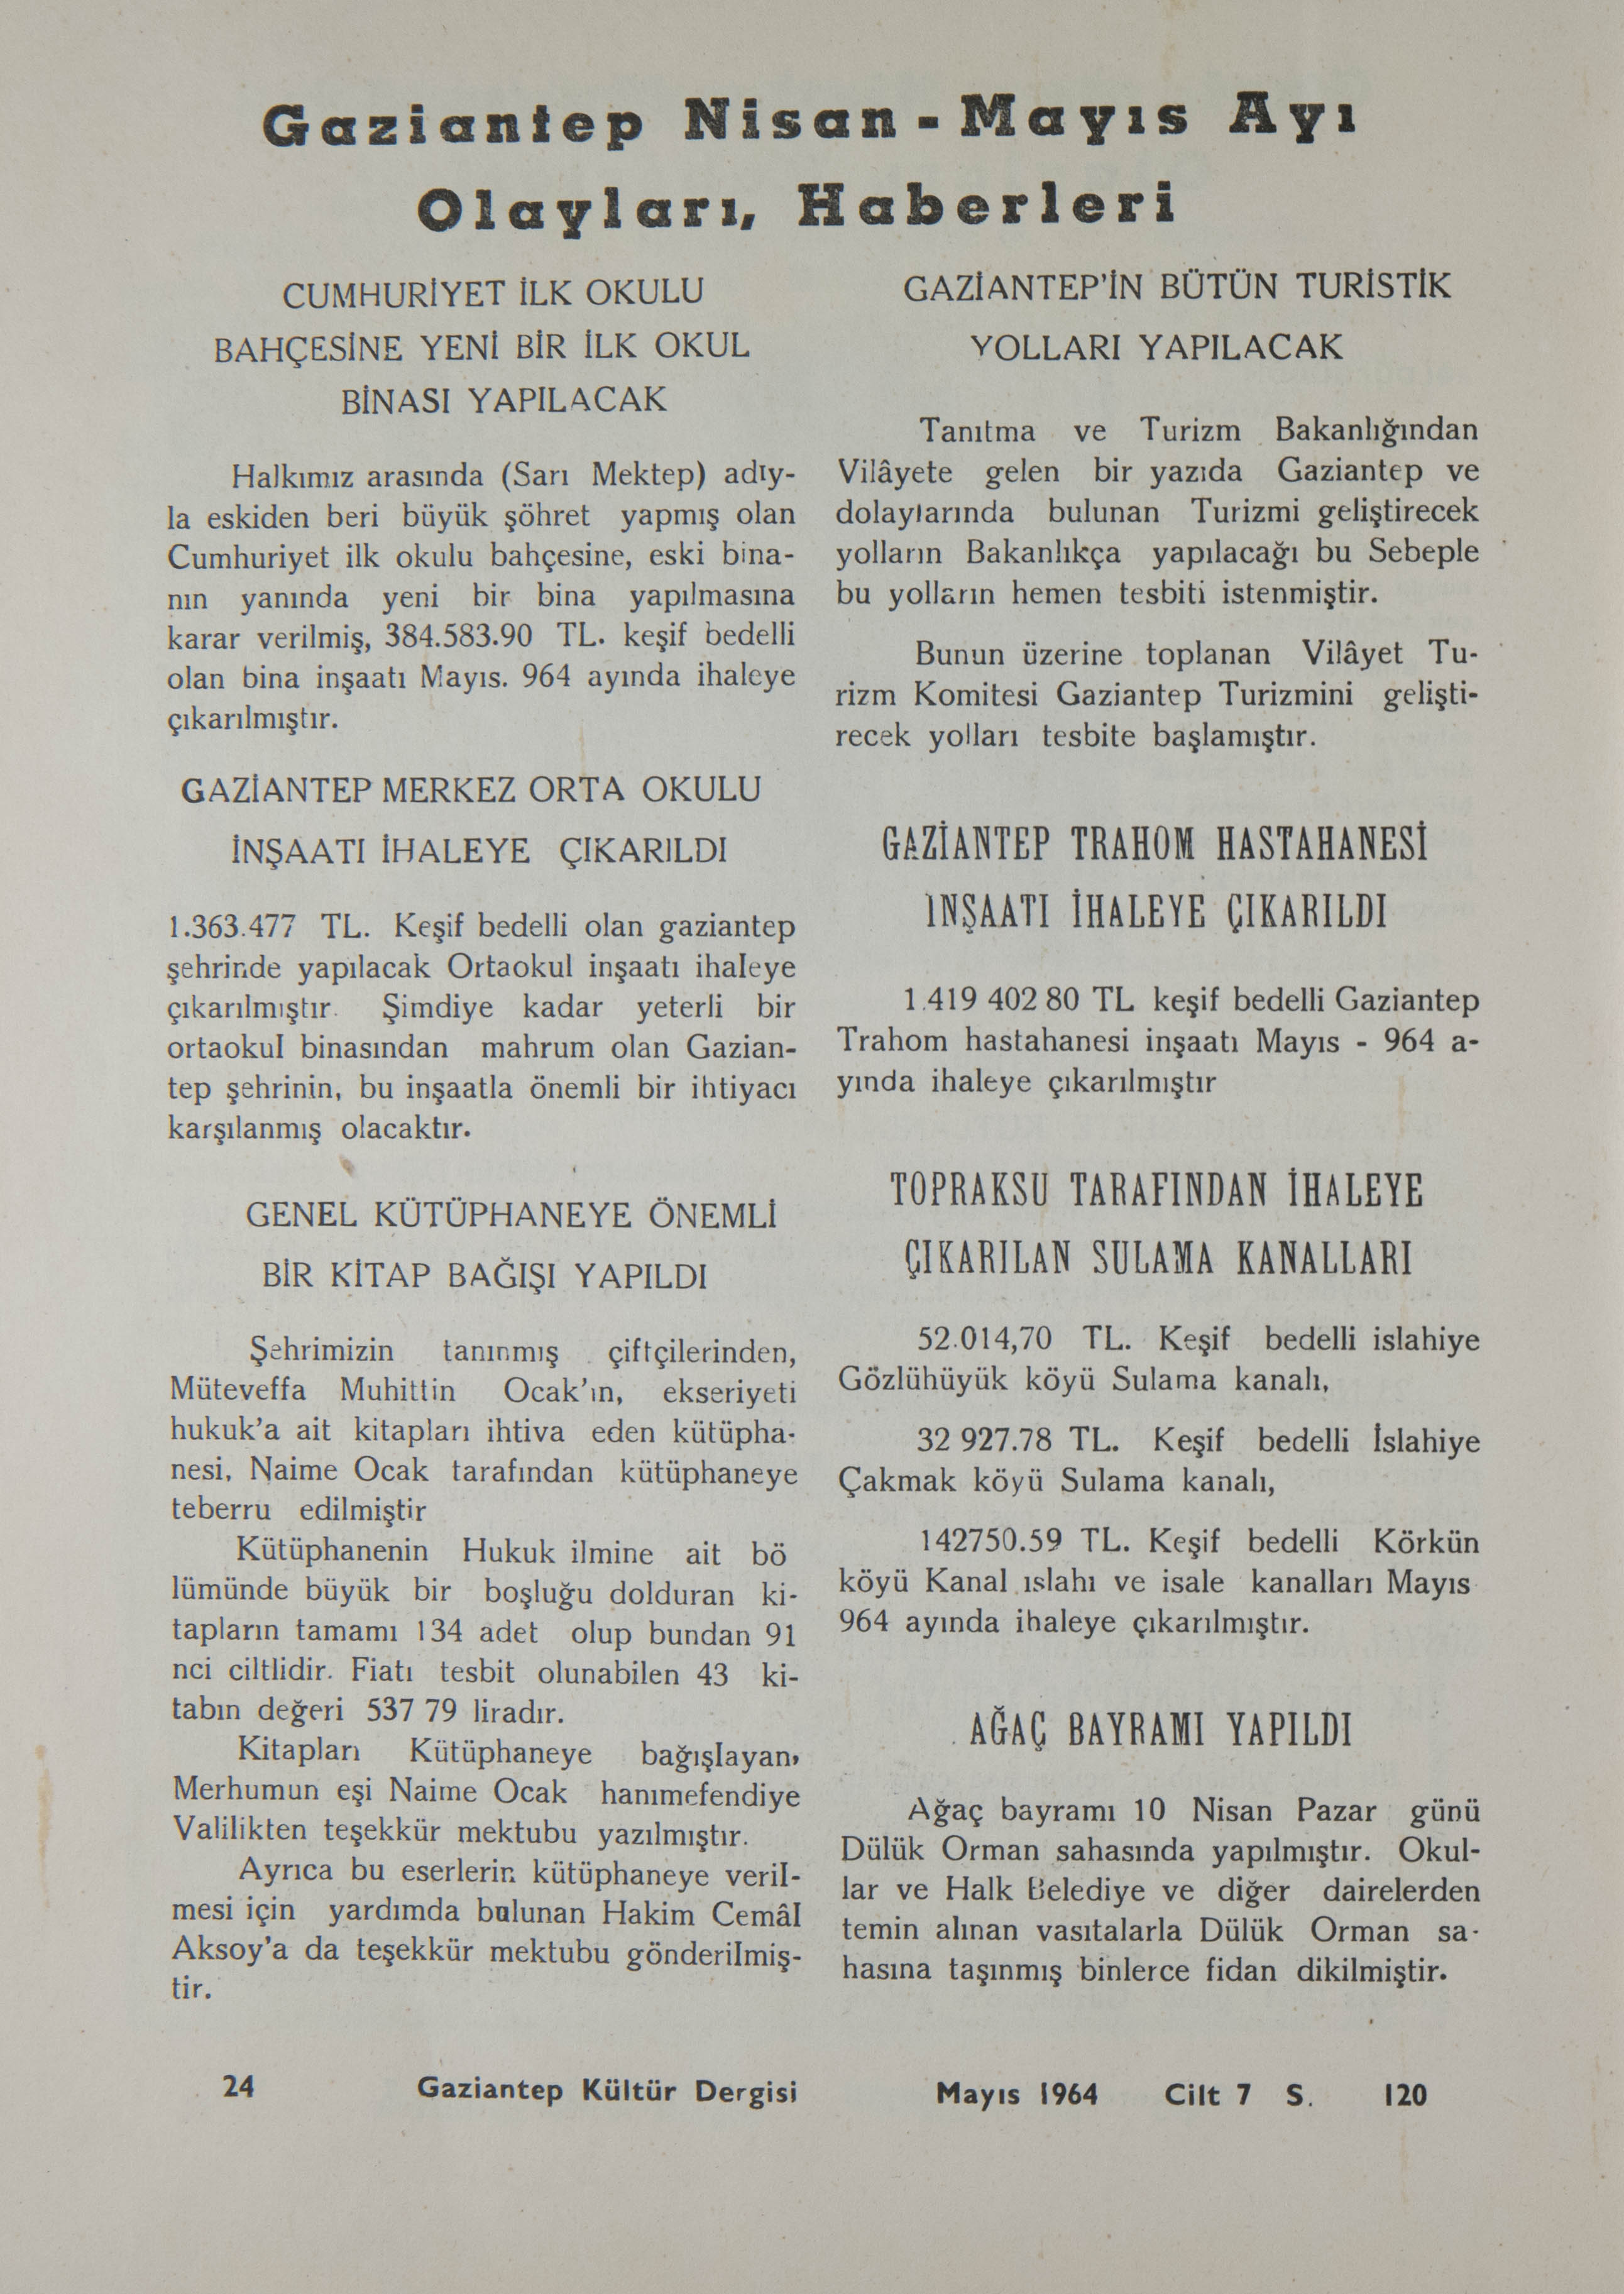 Gaziantep Nisan - Mayıs Ayı
Olayları, Haberleri
CUMHURİYET İLK OKULU
BAHÇESİNE YENİ BİR İLK OKUL
BİNASI YAPILACAK
Halkımız arasında (Sarı Mektep) adıy-
la eskiden beri büyük şöhret yapmış olan
Cumhuriyet ilk okulu bahçesine, eski bina-
nın yanında yeni bir bina yapılmasına
karar verilmiş, 384.583.90 TL. keşif bedelli
olan bina inşaatı Mayıs. 964 ayında ihaleye
çıkarılmıştır.
GAZİANTEP MERKEZ ORTA OKULU
İNŞAATI İHALEYE ÇIKARILDI
1.363.477 TL. Keşif bedelli olan gaziantep
şehrinde yapılacak Ortaokul inşaatı ihaleye
çıkarılmıştır. Şimdiye kadar yeterli bir
ortaokul binasından mahrum olan Gazian-
tep şehrinin, bu inşaatla önemli bir ihtiyacı
karşılanmış olacaktır.
GENEL KÜTÜPHANEYE ÖNEMLİ
BİR KİTAP BAĞIŞI YAPILDI
Şehrimizin tanınmış çiftçilerinden,
Müteveffa Muhittin Ocak'ın, ekseriyeti
hukuk'a ait kitapları ihtiva eden kütüpha-
nesi, Naime Ocak tarafından kütüphaneye
teberru edilmiştir
Kütüphanenin Hukuk ilmine ait bö
lümünde büyük bir boşluğu dolduran ki-
tapların tamamı 134 adet olup bundan 91
nci ciltlidir. Fiatı tesbit olunabilen 43 ki-
tabın değeri 537 79 liradır.
Kitapları Kütüphaneye bağışlayan,
Merhumun eşi Naime Ocak hanımefendiye
Valilikten teşekkür mektubu yazılmıştır.
Ayrıca bu eserlerin kütüphaneye veril-
mesi için yardımda bulunan Hakim Cemâl
Aksoy'a da teşekkür mektubu gönderilmiş-
tir.
GAZİANTEP'İN BÜTÜN TURİSTİK
YOLLARI YAPILACAK
Tanıtma ve Turizm Bakanlığından
Vilâyete gelen bir yazıda Gaziantep ve
dolaylarında bulunan Turizmi geliştirecek
yolların Bakanlıkça yapılacağı bu Sebeple
bu yolların hemen tesbiti istenmiştir.
Bunun üzerine toplanan Vilâyet Tu-
rizm Komitesi Gaziantep Turizmini gelişti-
recek yolları tesbite başlamıştır.
GAZİANTEP TRAHOM HASTAHANESİ
INŞAATI İHALEYE ÇIKARILDI
1.419 402 80 TL keşif bedelli Gaziantep
Trahom hastahanesi inşaatı Mayıs - 964 a-
yında ihaleye çıkarılmıştır
TOPRAKSU TARAFINDAN İHALEYE
ÇIKARILAN SULAMA KANALLARI
52.014,70 TL. Keşif bedelli islahiye
Gözlühüyük köyü Sulama kanalı,
32 927.78 TL. Keşif bedelli İslahiye
Çakmak köyü Sulama kanalı,
142750.59 TL. Keşif bedelli Körkün
köyü Kanal ıslahı ve isale kanalları Mayıs
964 ayında ihaleye çıkarılmıştır.
AĞAÇ BAYRAMI YAPILDI
Ağaç bayramı 10 Nisan Pazar günü
Dülük Orman sahasında yapılmıştır. Okul-
lar ve Halk Belediye ve diğer dairelerden
temin alınan vasıtalarla Dülük Orman sa-
hasına taşınmış binlerce fidan dikilmiştir.
24 Gaziantep Kültür Dergisi Mayıs 1964 Cilt 7 S. 120